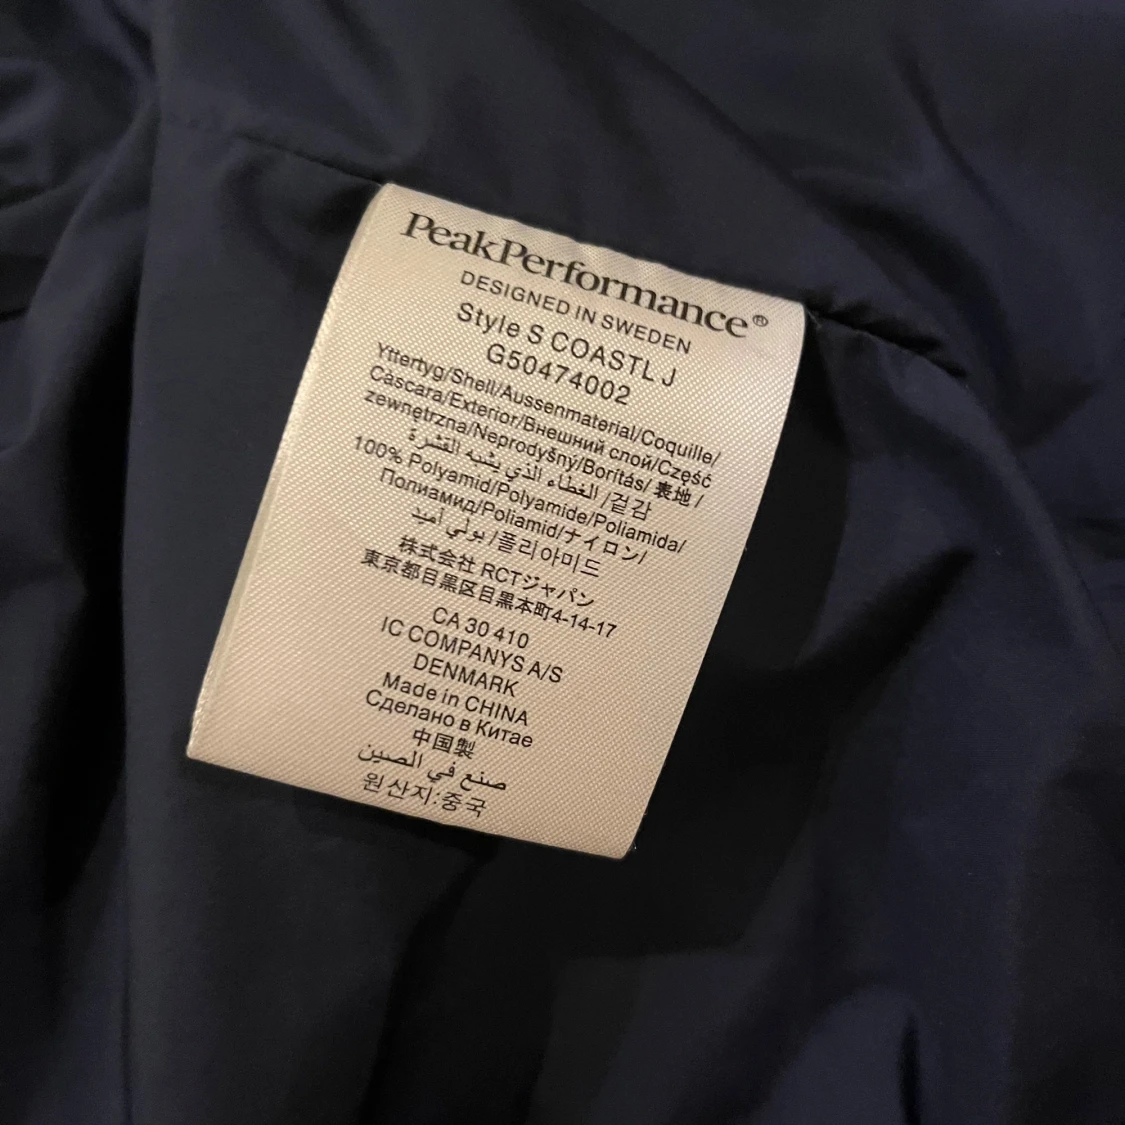 PeakPerformance®
DESIGNED IN SWEDEN
Style S COASTL J
G50474002
Yttertyg/Shell/Aussenmaterial/Coquille/
Càscara/Exterior/Внешний слой/Część
zewnętrzna/Neprodyšný/Borítás/ 表地 /
الغطاء الذي يشبه القشرة /겉감
100% Polyamid/Polyamide/Poliamida/
Полиамид/Poliamid/ナイロン/
بولي أميد /폴리아미드
株式会社 RCTジャパン
東京都目黒区目黒本町4-14-17
CA 30 410
IC COMPANYS A/S
DENMARK
Made in CHINA
Сделано в Китае
中国製
صنع في الصين
원산지:중국